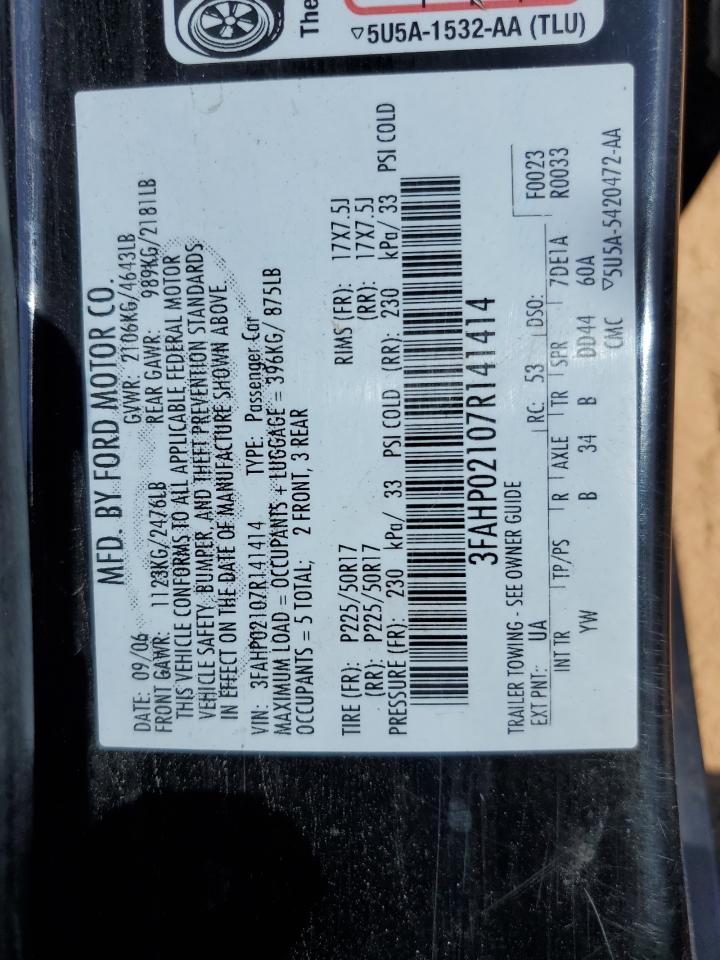 The
▽5U5A-1532-AA (TLU)
MFD. BY FORD MOTOR CO.
DATE: 09/06 GVWR: 2106KG/4643LB
FRONT GAWR: 1123KG/2476LB REAR GAWR: 989KG/2181LB
THIS VEHICLE CONFORMS TO ALL APPLICABLE FEDERAL MOTOR
VEHICLE SAFETY, BUMPER, AND THEFT PREVENTION STANDARDS
IN EFFECT ON THE DATE OF MANUFACTURE SHOWN ABOVE.
VIN: 3FAHP02107R141414 TYPE: Passenger Car
MAXIMUM LOAD = OCCUPANTS + LUGGAGE = 396KG/ 875LB
OCCUPANTS = 5 TOTAL; 2 FRONT, 3 REAR
TIRE (FR): P225/50R17 RIMS (FR): 17X7.5J
(RR): P225/50R17 (RR): 17X7.5J
PRESSURE (FR): 230 kPa/ 33 PSI COLD (RR): 230 kPa/ 33 PSI COLD
3FAHP02107R141414
TRAILER TOWING - SEE OWNER GUIDE F0023
EXT PNT: UA RC: 53 DSO: R0033
INT TR TP/PS R AXLE TR SPR 7DE1A
YW B 34 B DD44 60A
CMC ▽5U5A-5420472-AA